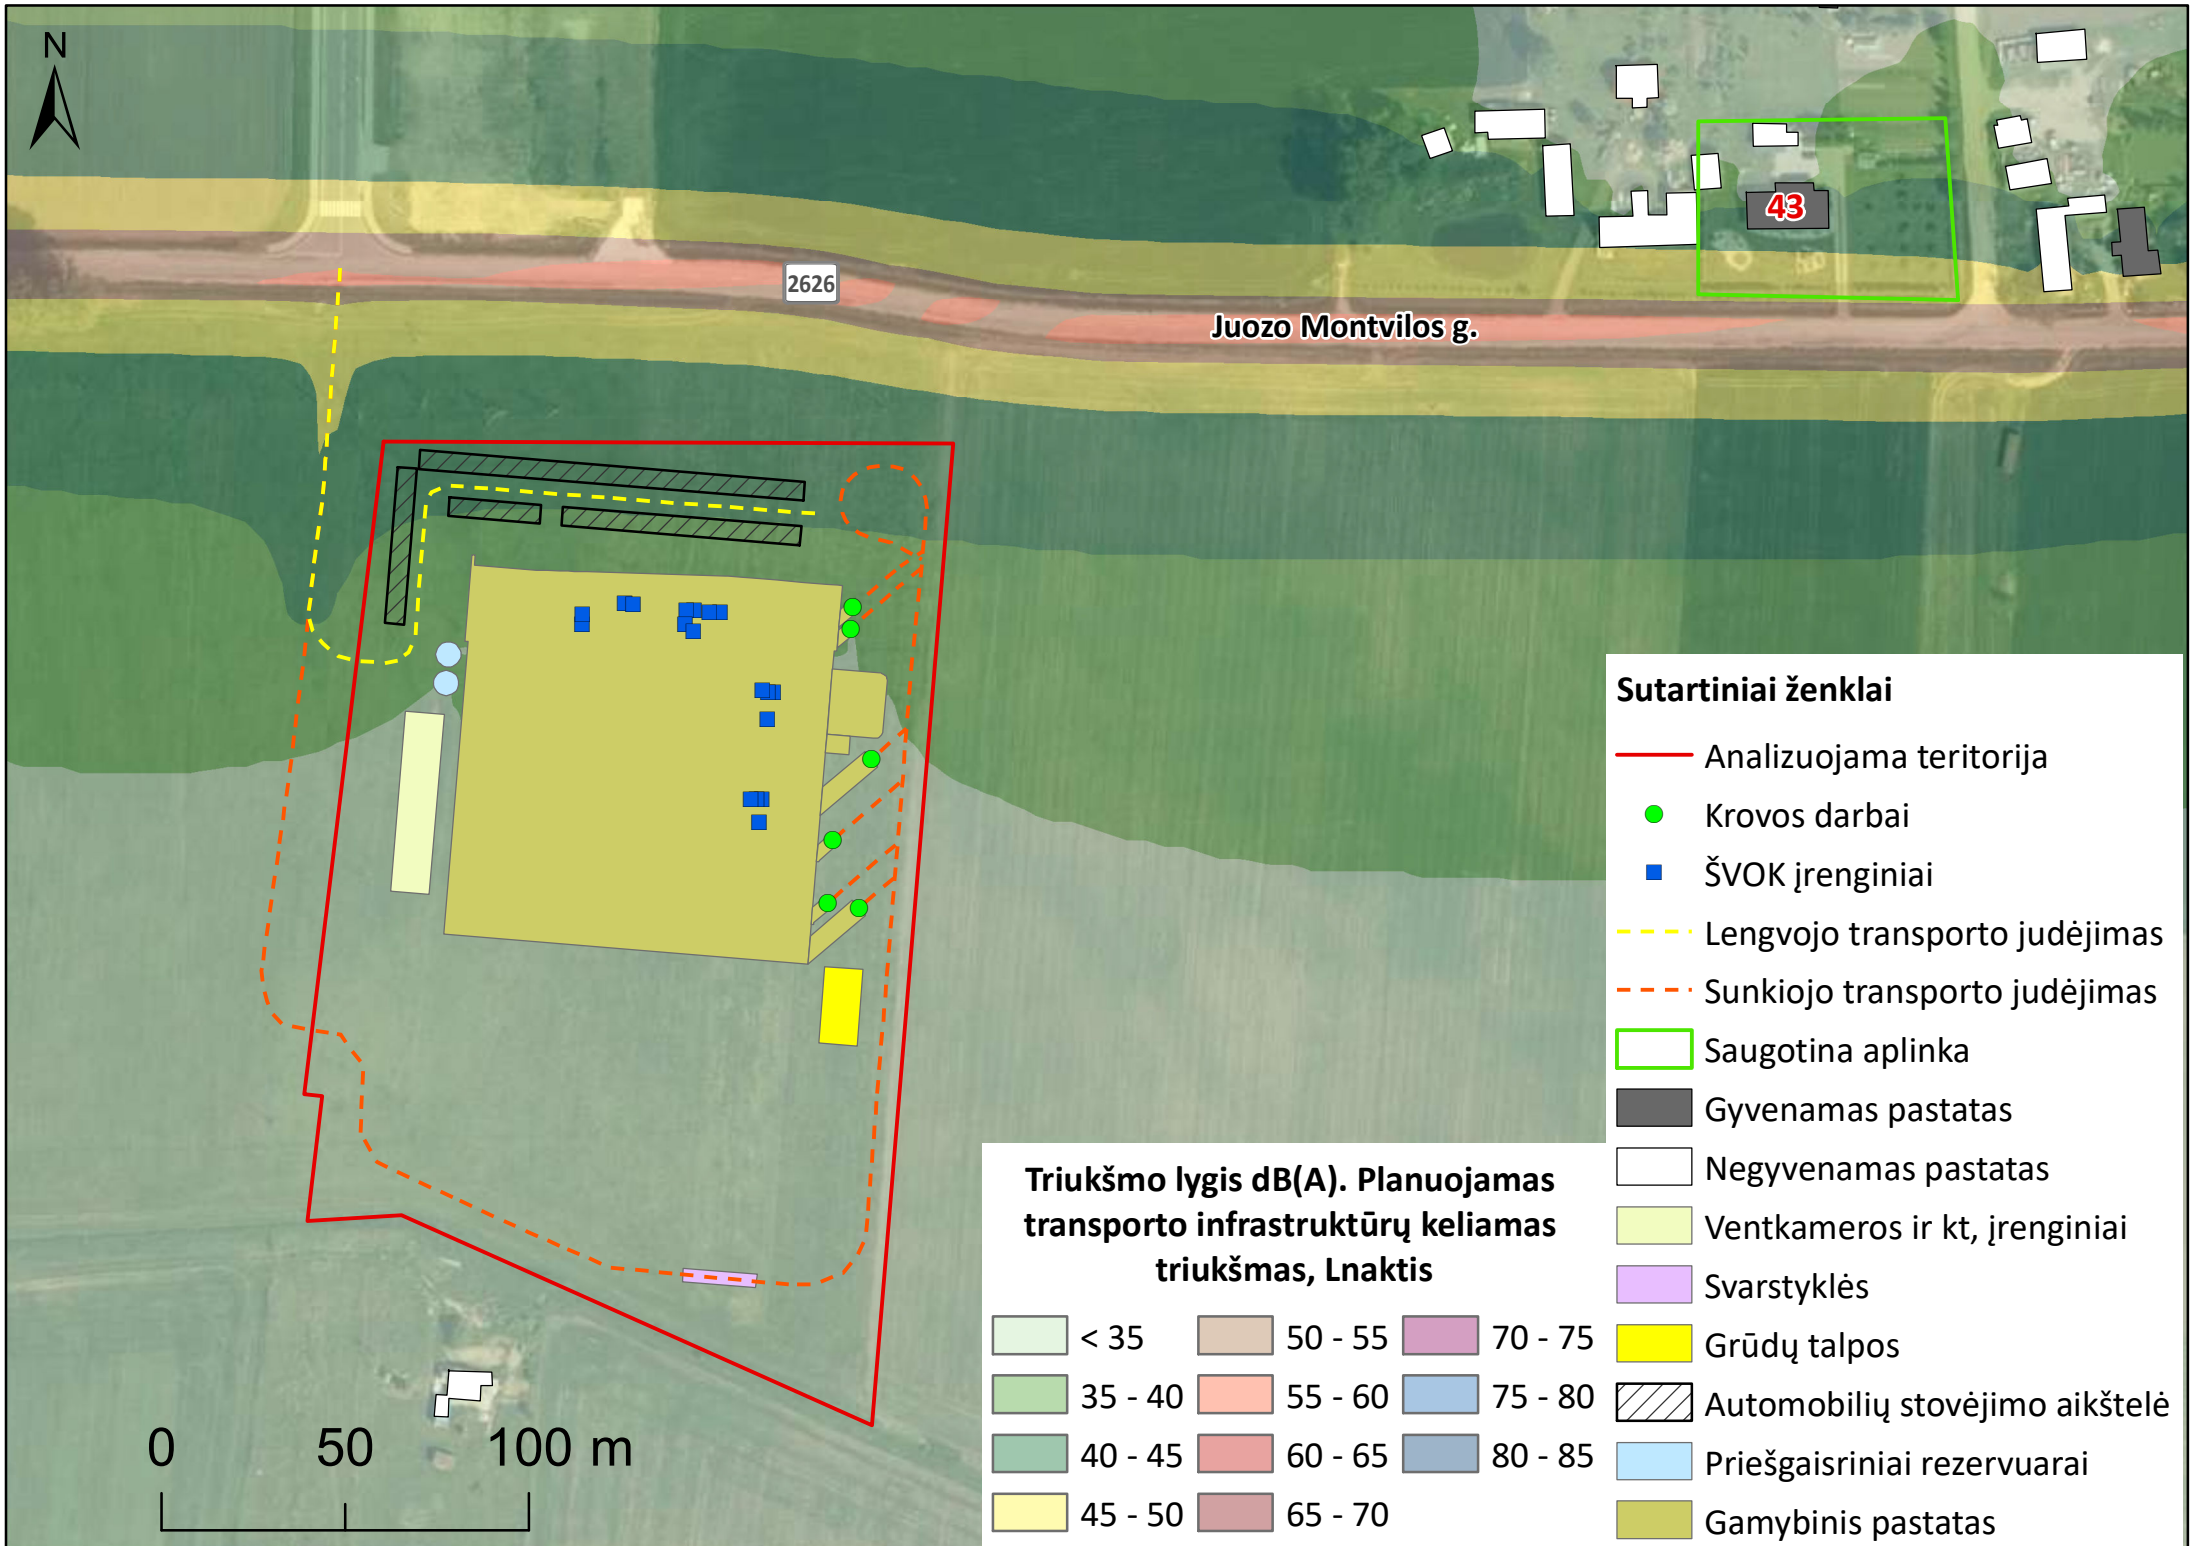 N
43
2626
Juozo Montvilos g.
Sutartiniai ženklai
Analizuojama teritorija
Krovos darbai
ŠVOK įrenginiai
Lengvojo transporto judėjimas
Sunkiojo transporto judėjimas
Saugotina aplinka
Gyvenamas pastatas
Negyvenamas pastatas
Ventkameros ir kt, įrenginiai
Svarstyklės
Grūdų talpos
Automobilių stovėjimo aikštelė
Priešgaisriniai rezervuarai
Gamybinis pastatas
Triukšmo lygis dB(A). Planuojamas
transporto infrastruktūrų keliamas
triukšmas, Lnaktis
< 35 50 - 55 70 - 75
35 - 40 55 - 60 75 - 80
40 - 45 60 - 65 80 - 85
45 - 50 65 - 70
0 50 100 m